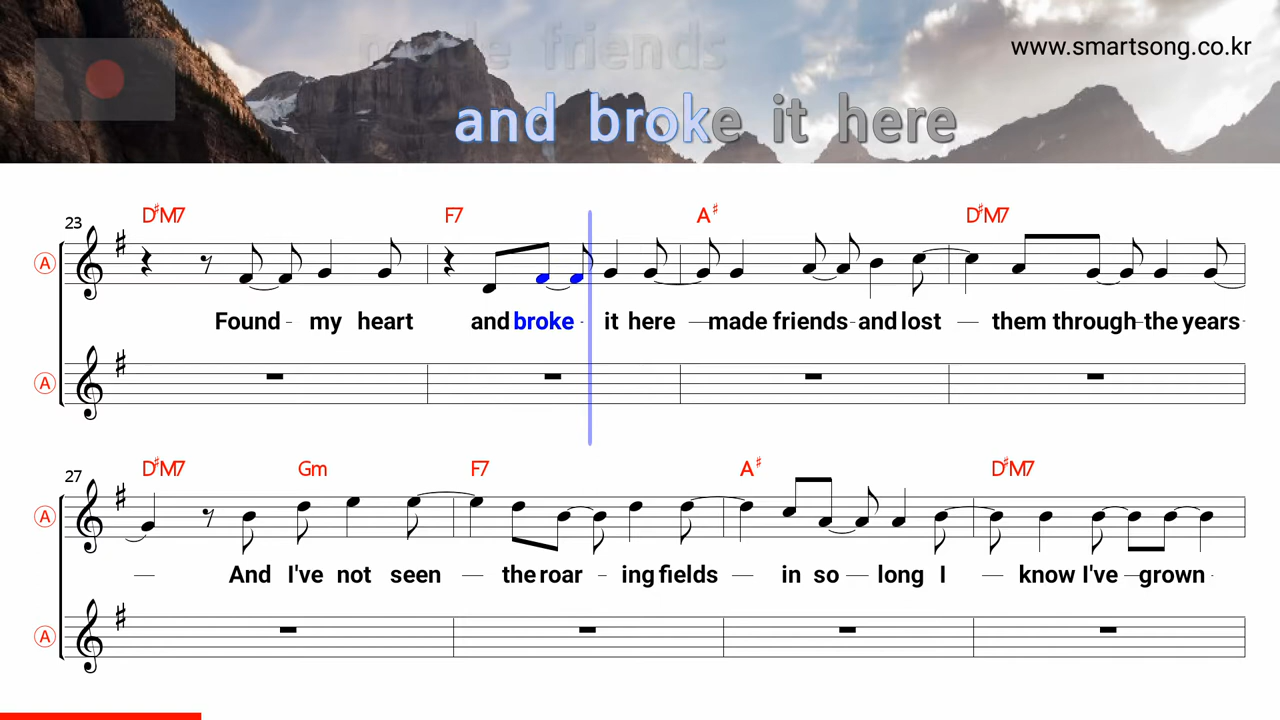 made friends
www.smartsong.co.kr
and broke it here
23 D♯M7 F7 A♯ D♯M7
A
Found - my heart and broke - it here — made friends - and lost — them through — the years -
A
27 D♯M7 Gm F7 A♯ D♯M7
A
— And I've not seen — the roar - ing fields — in so — long I — know I've — grown -
A